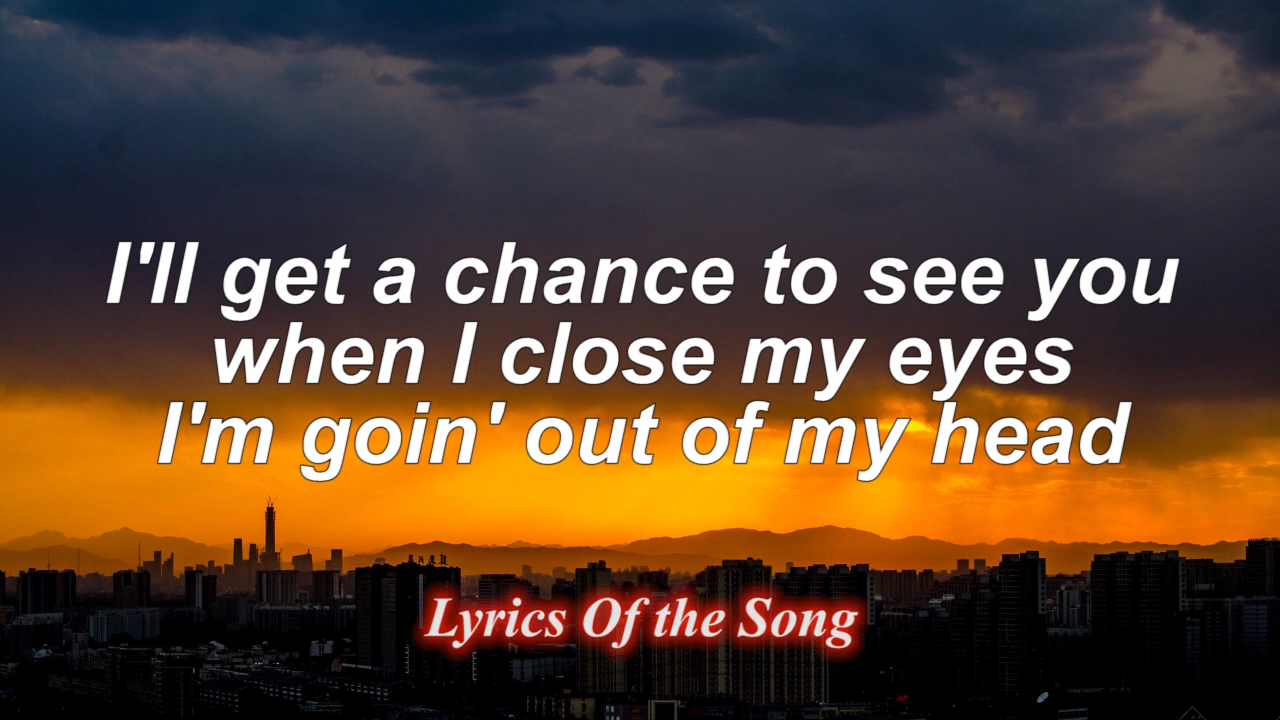 I'll get a chance to see you
when I close my eyes
I'm goin' out of my head
Lyrics Of the Song